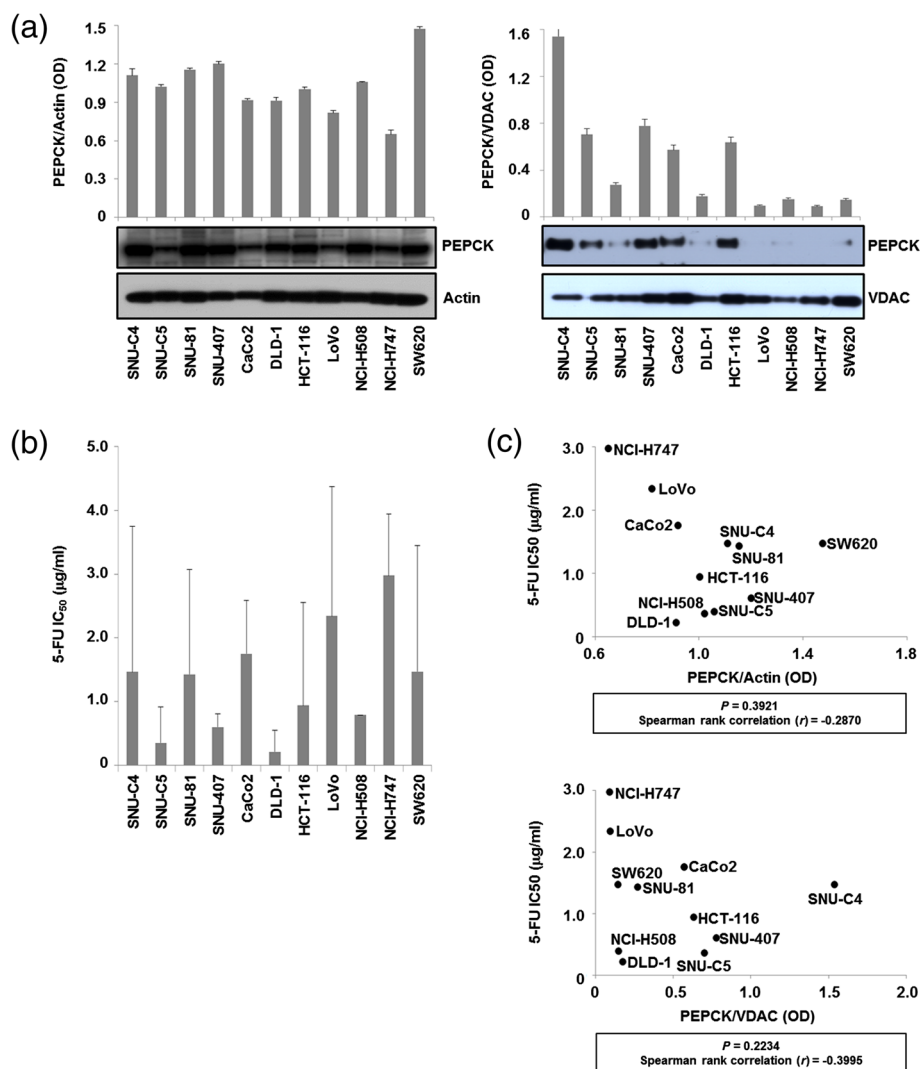 (a)
PEPCK/Actin (OD)
1.5
1.2
0.9
0.6
0.3
0
PEPCK
Actin
SNU-C4
SNU-C5
SNU-81
SNU-407
CaCo2
DLD-1
HCT-116
LoVo
NCI-H508
NCI-H747
SW620
PEPCK/VDAC (OD)
1.6
1.2
0.8
0.4
0
PEPCK
VDAC
SNU-C4
SNU-C5
SNU-81
SNU-407
CaCo2
DLD-1
HCT-116
LoVo
NCI-H508
NCI-H747
SW620
(b)
5-FU IC50 (μg/ml)
5.0
4.0
3.0
2.0
1.0
0
SNU-C4
SNU-C5
SNU-81
SNU-407
CaCo2
DLD-1
HCT-116
LoVo
NCI-H508
NCI-H747
SW620
(c)
5-FU IC50 (μg/ml)
3.0
2.0
1.0
0
NCI-H747
LoVo
CaCo2
SNU-C4
SNU-81
SW620
HCT-116
SNU-407
NCI-H508
SNU-C5
DLD-1
0.6
1.0
1.4
1.8
PEPCK/Actin (OD)
P = 0.3921
Spearman rank correlation (r) = -0.2870
5-FU IC50 (μg/ml)
3.0
2.0
1.0
0
NCI-H747
LoVo
CaCo2
SW620
SNU-81
SNU-C4
HCT-116
SNU-407
NCI-H508
DLD-1
SNU-C5
0
0.5
1.0
1.5
2.0
PEPCK/VDAC (OD)
P = 0.2234
Spearman rank correlation (r) = -0.3995